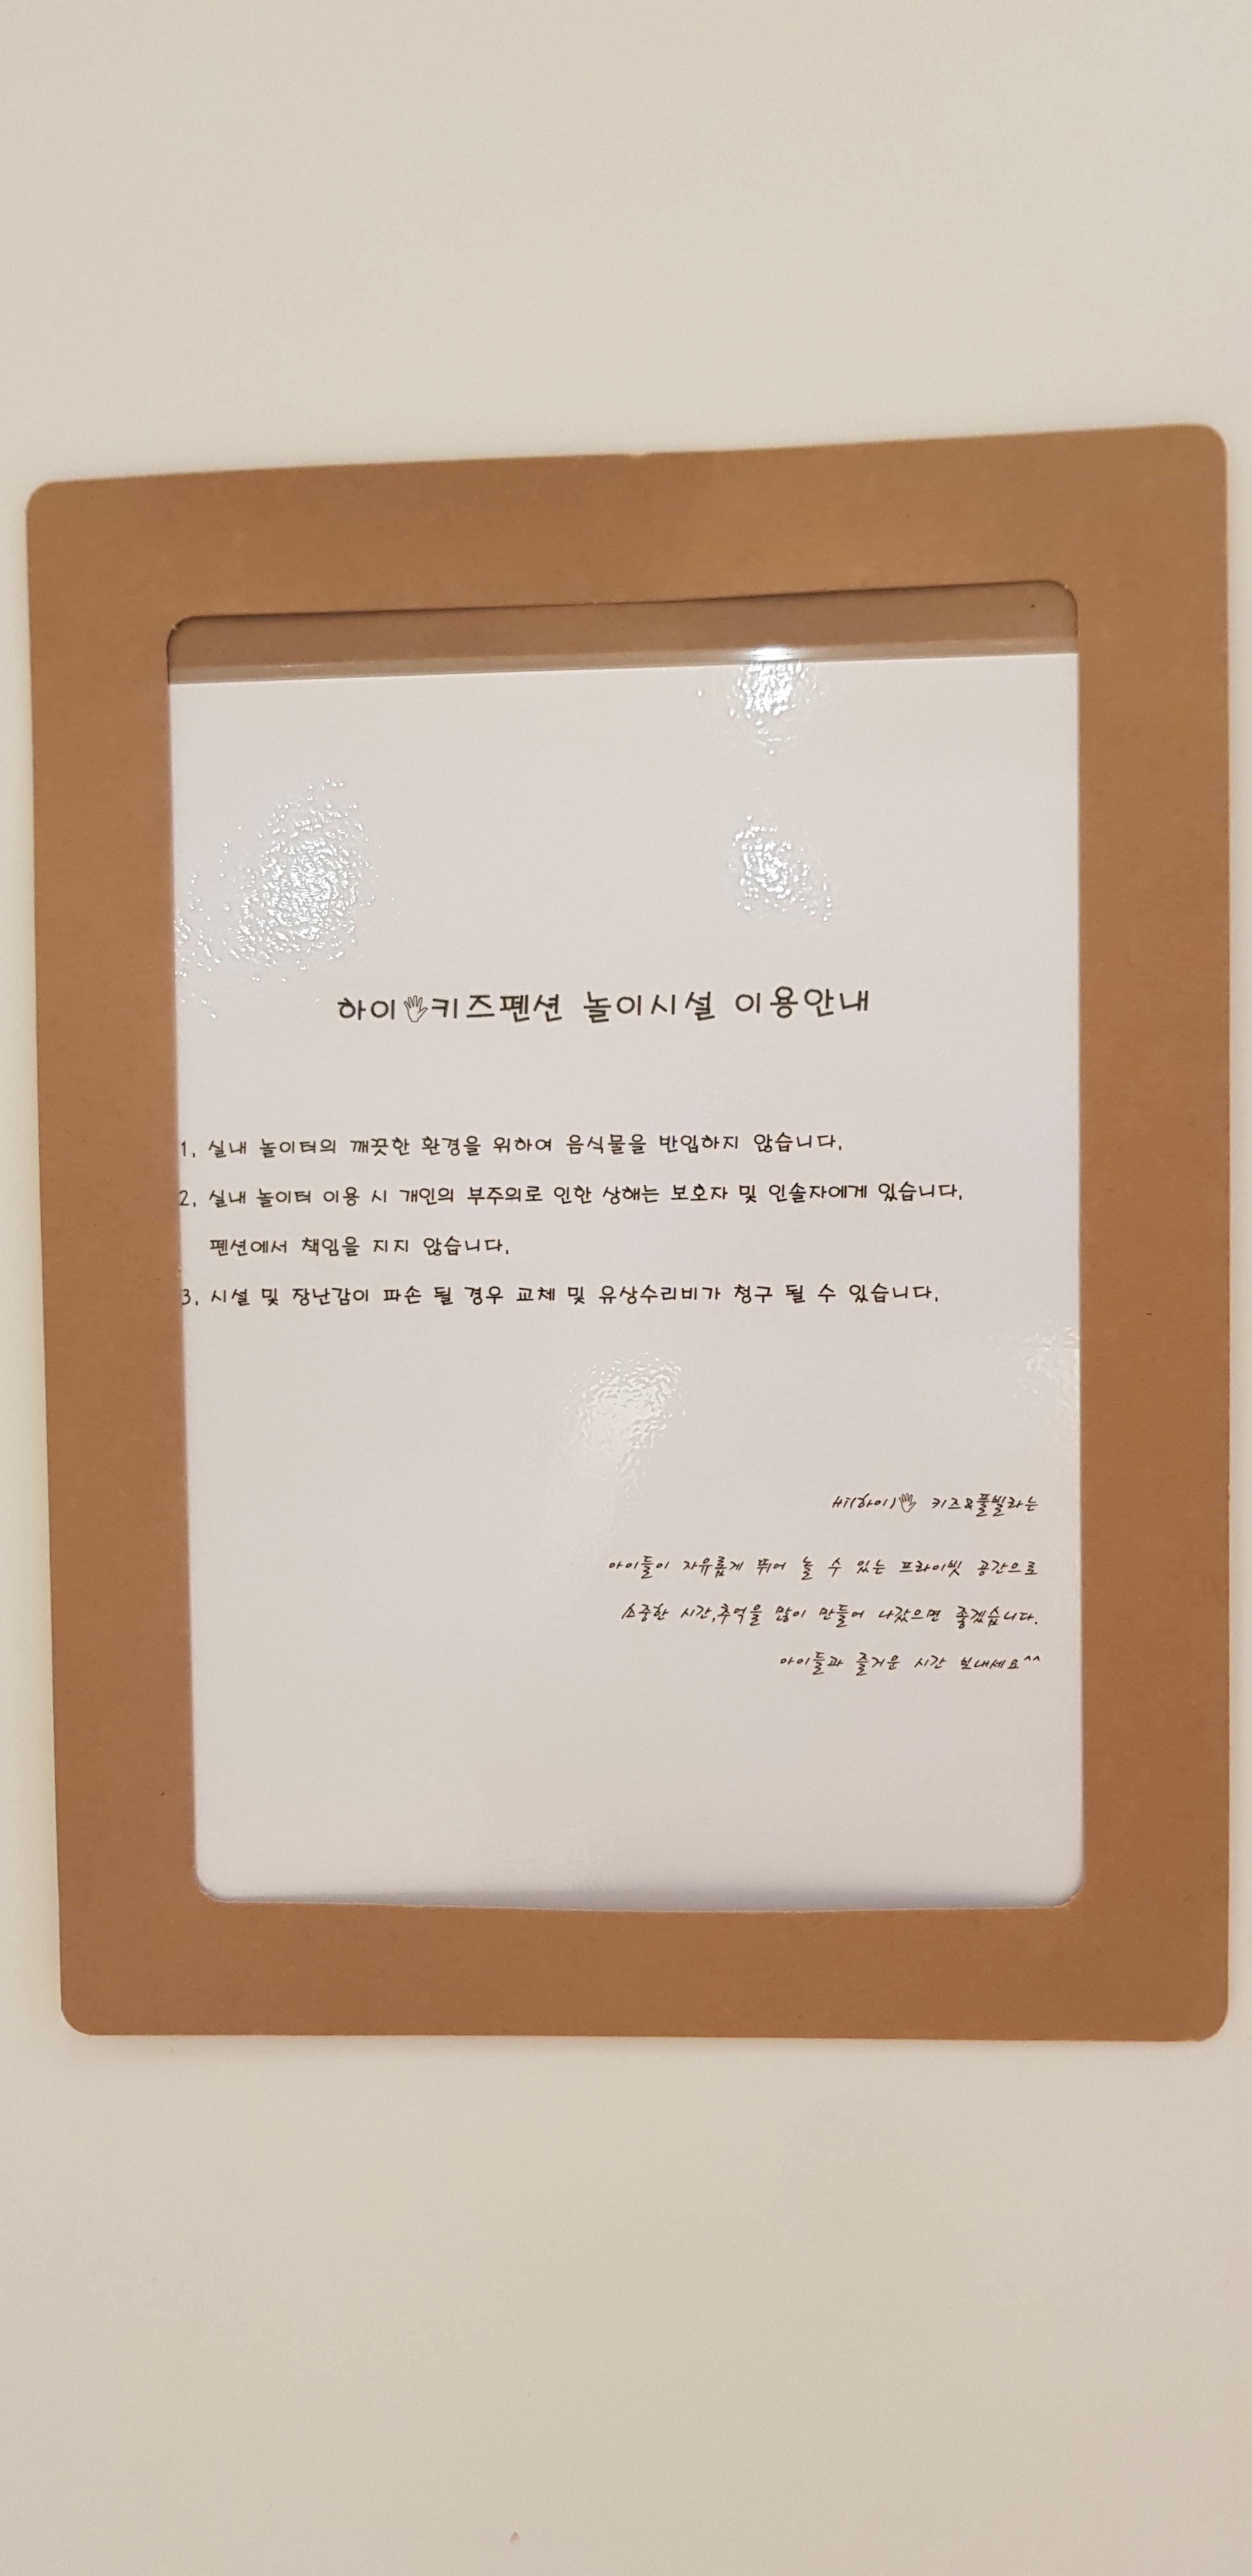 하이🖐키즈펜션 놀이시설 이용안내
1. 실내 놀이터의 깨끗한 환경을 위하여 음식물을 반입하지 않습니다.
2. 실내 놀이터 이용 시 개인의 부주의로 인한 상해는 보호자 및 인솔자에게 있습니다.
펜션에서 책임을 지지 않습니다.
3. 시설 및 장난감이 파손 될 경우 교체 및 유상수리비가 청구 될 수 있습니다.
Hi(하이)🖐 키즈&풀빌라는
아이들이 자유롭게 뛰어 놀 수 있는 프라이빗 공간으로
소중한 시간,추억을 많이 만들어 나갔으면 좋겠습니다.
아이들과 즐거운 시간 보내세요^^